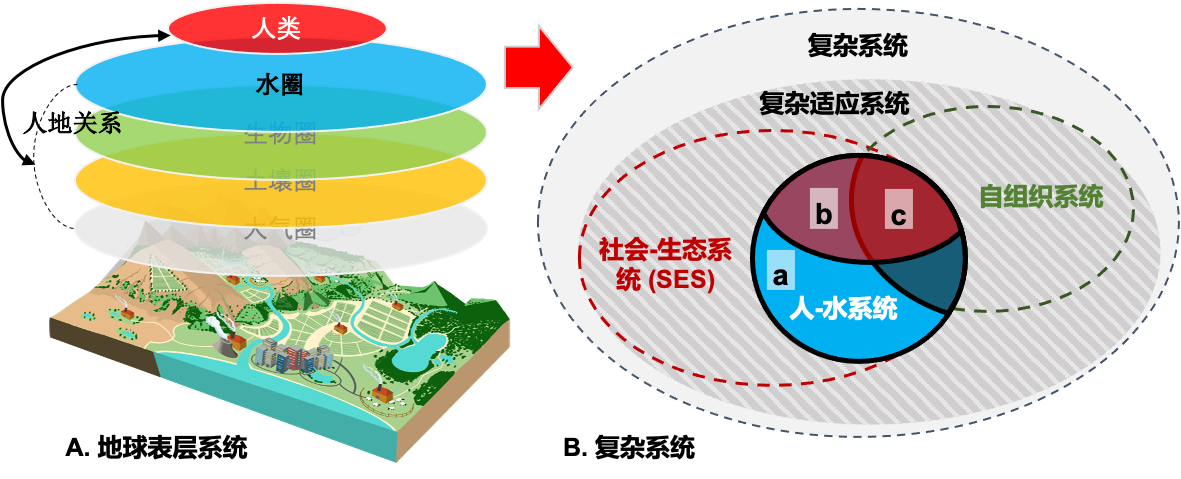 人类
水圈
人地关系
生物圈
土壤圈
大气圈
A. 地球表层系统
复杂系统
复杂适应系统
自组织系统
b
c
社会-生态系
统 (SES)
a
人-水系统
B. 复杂系统